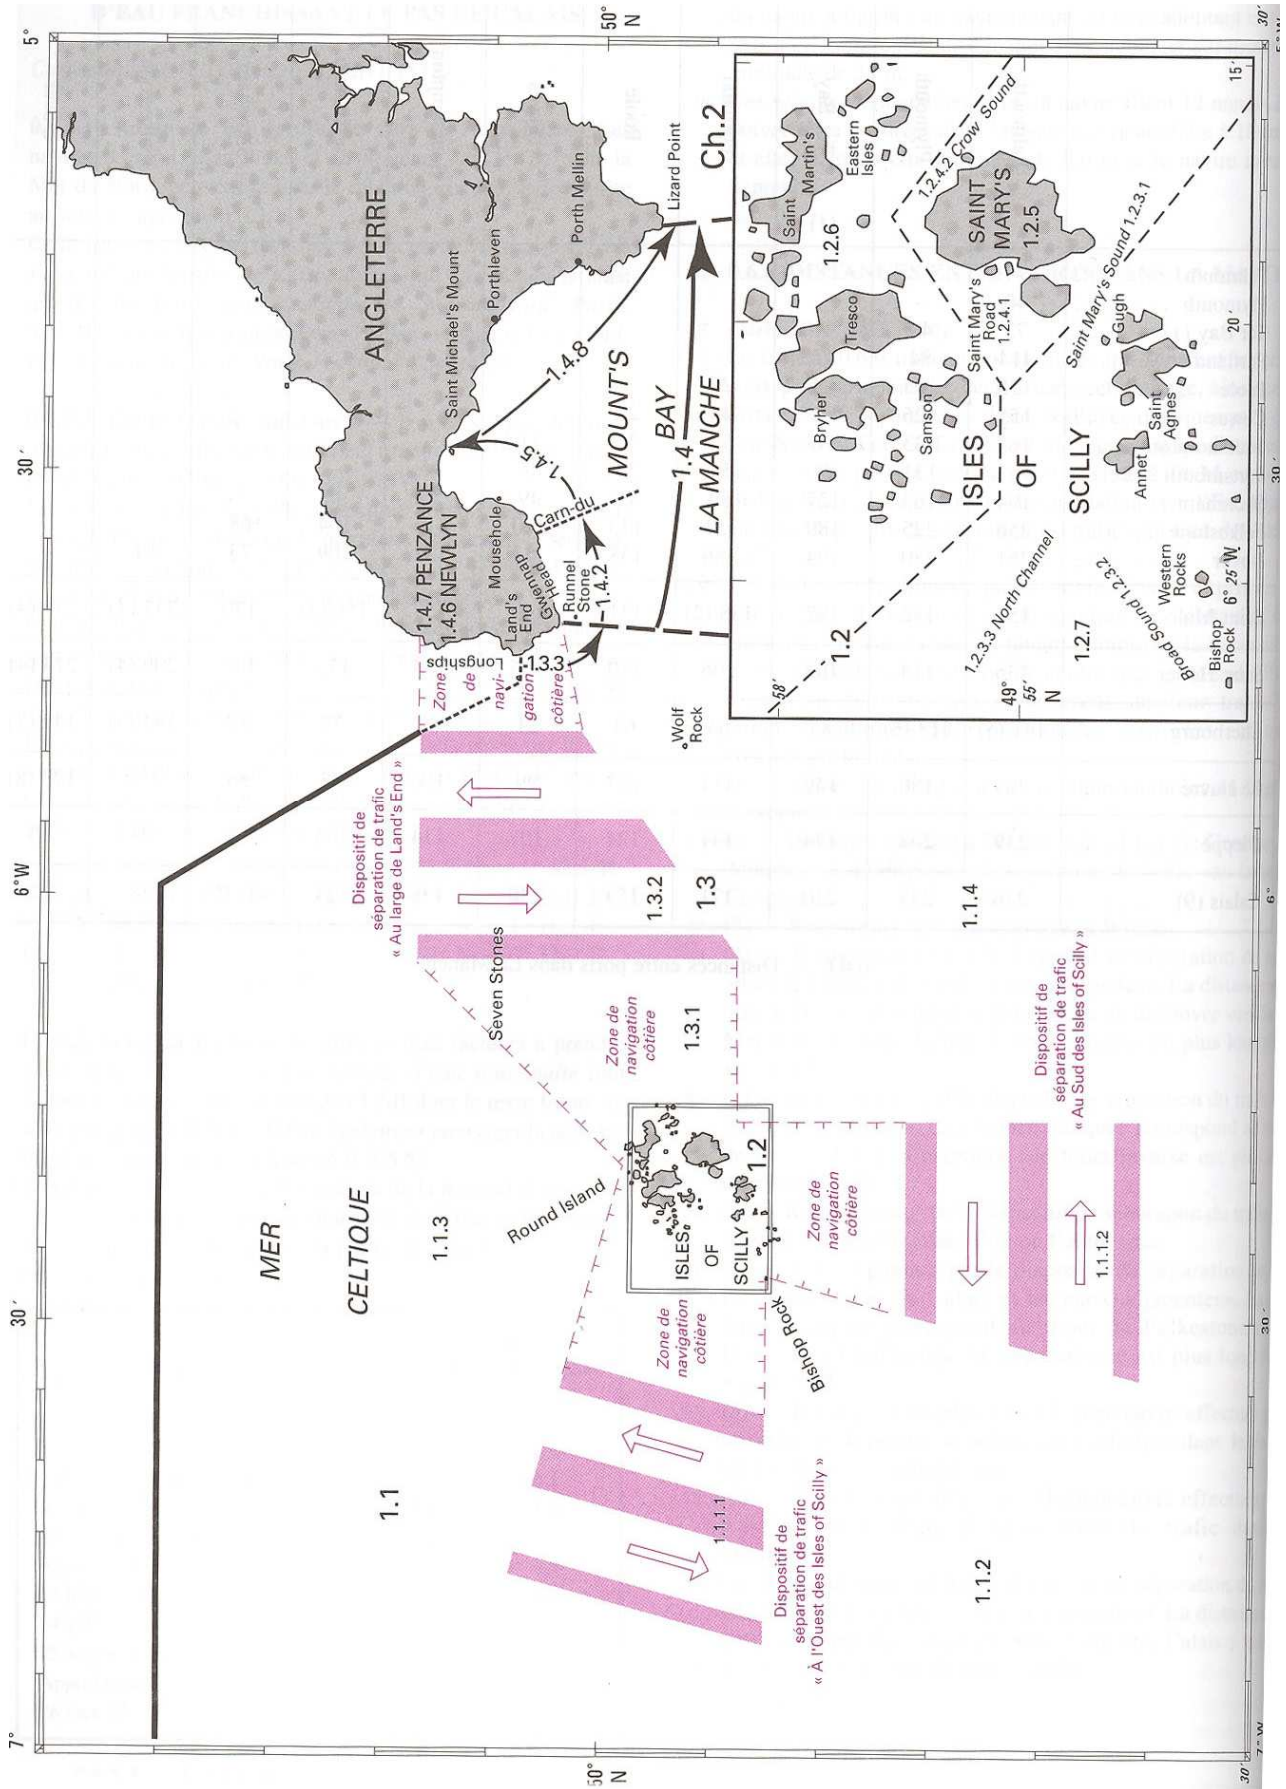 7°
30′
6°W
30′
5°
MER
CELTIQUE
1.1
1.1.3
ANGLETERRE
Dispositif de
séparation de trafic
« Au large de Land's End »
Zone
de
navi-
gation
côtière
Longships
1.3.3
1.4.7 PENZANCE
1.4.6 NEWLYN
Land's
End
Gwennap
Head
Mousehole
Carn-du
Runnel
Stone
1.4.2
1.4.5
1.4.8
Saint Michael's Mount
Porthleven
Porth Mellin
Lizard Point
MOUNT'S
BAY
1.4
LA MANCHE
Ch.2
Wolf
Rock
Seven Stones
1.3.2
1.3
Zone de
navigation
côtière
1.3.1
Round Island
ISLES
OF
SCILLY
1.2
Zone de
navigation
côtière
Bishop Rock
Zone de
navigation
côtière
1.1.1.1
Dispositif de
séparation de trafic
« À l'Ouest des Isles of Scilly »
1.1.2
1.1.4
Dispositif de
séparation de trafic
« Au Sud des Isles of Scilly »
1.1.1.2
50°
N
50°
N
58′
1.2
1.2.3.3 North Channel
49°
55′
N
1.2.7
Broad Sound 1.2.3.2
Bishop
Rock
Western
Rocks
6° 25′ W.
ISLES
OF
SCILLY
Annet
Saint
Agnes
Gugh
20
Bryher
Samson
Tresco
Saint Mary's
Road
1.2.4.1
Saint Mary's Sound 1.2.3.1
1.2.6
Saint
Martin's
Eastern
Isles
1.2.4.2 Crow Sound
SAINT
MARY'S
1.2.5
15′
30′
7° W
30′
6°
30′
5° W
30′